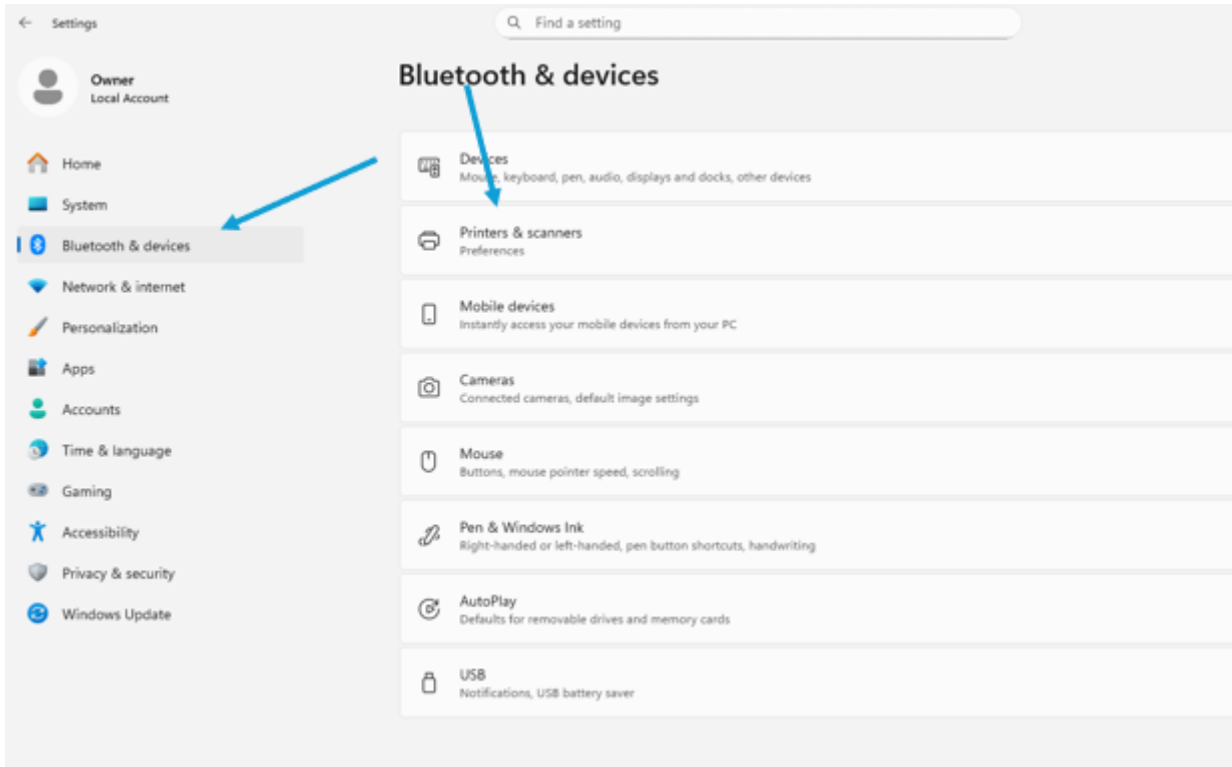 Settings
Find a setting
Owner
Local Account
Home
System
Bluetooth & devices
Network & internet
Personalization
Apps
Accounts
Time & language
Gaming
Accessibility
Privacy & security
Windows Update
Bluetooth & devices
Devices
Mouse, keyboard, pen, audio, displays and docks, other devices
Printers & scanners
Preferences
Mobile devices
Instantly access your mobile devices from your PC
Cameras
Connected cameras, default image settings
Mouse
Buttons, mouse pointer speed, scrolling
Pen & Windows Ink
Right-handed or left-handed, pen button shortcuts, handwriting
AutoPlay
Defaults for removable drives and memory cards
USB
Notifications, USB battery saver